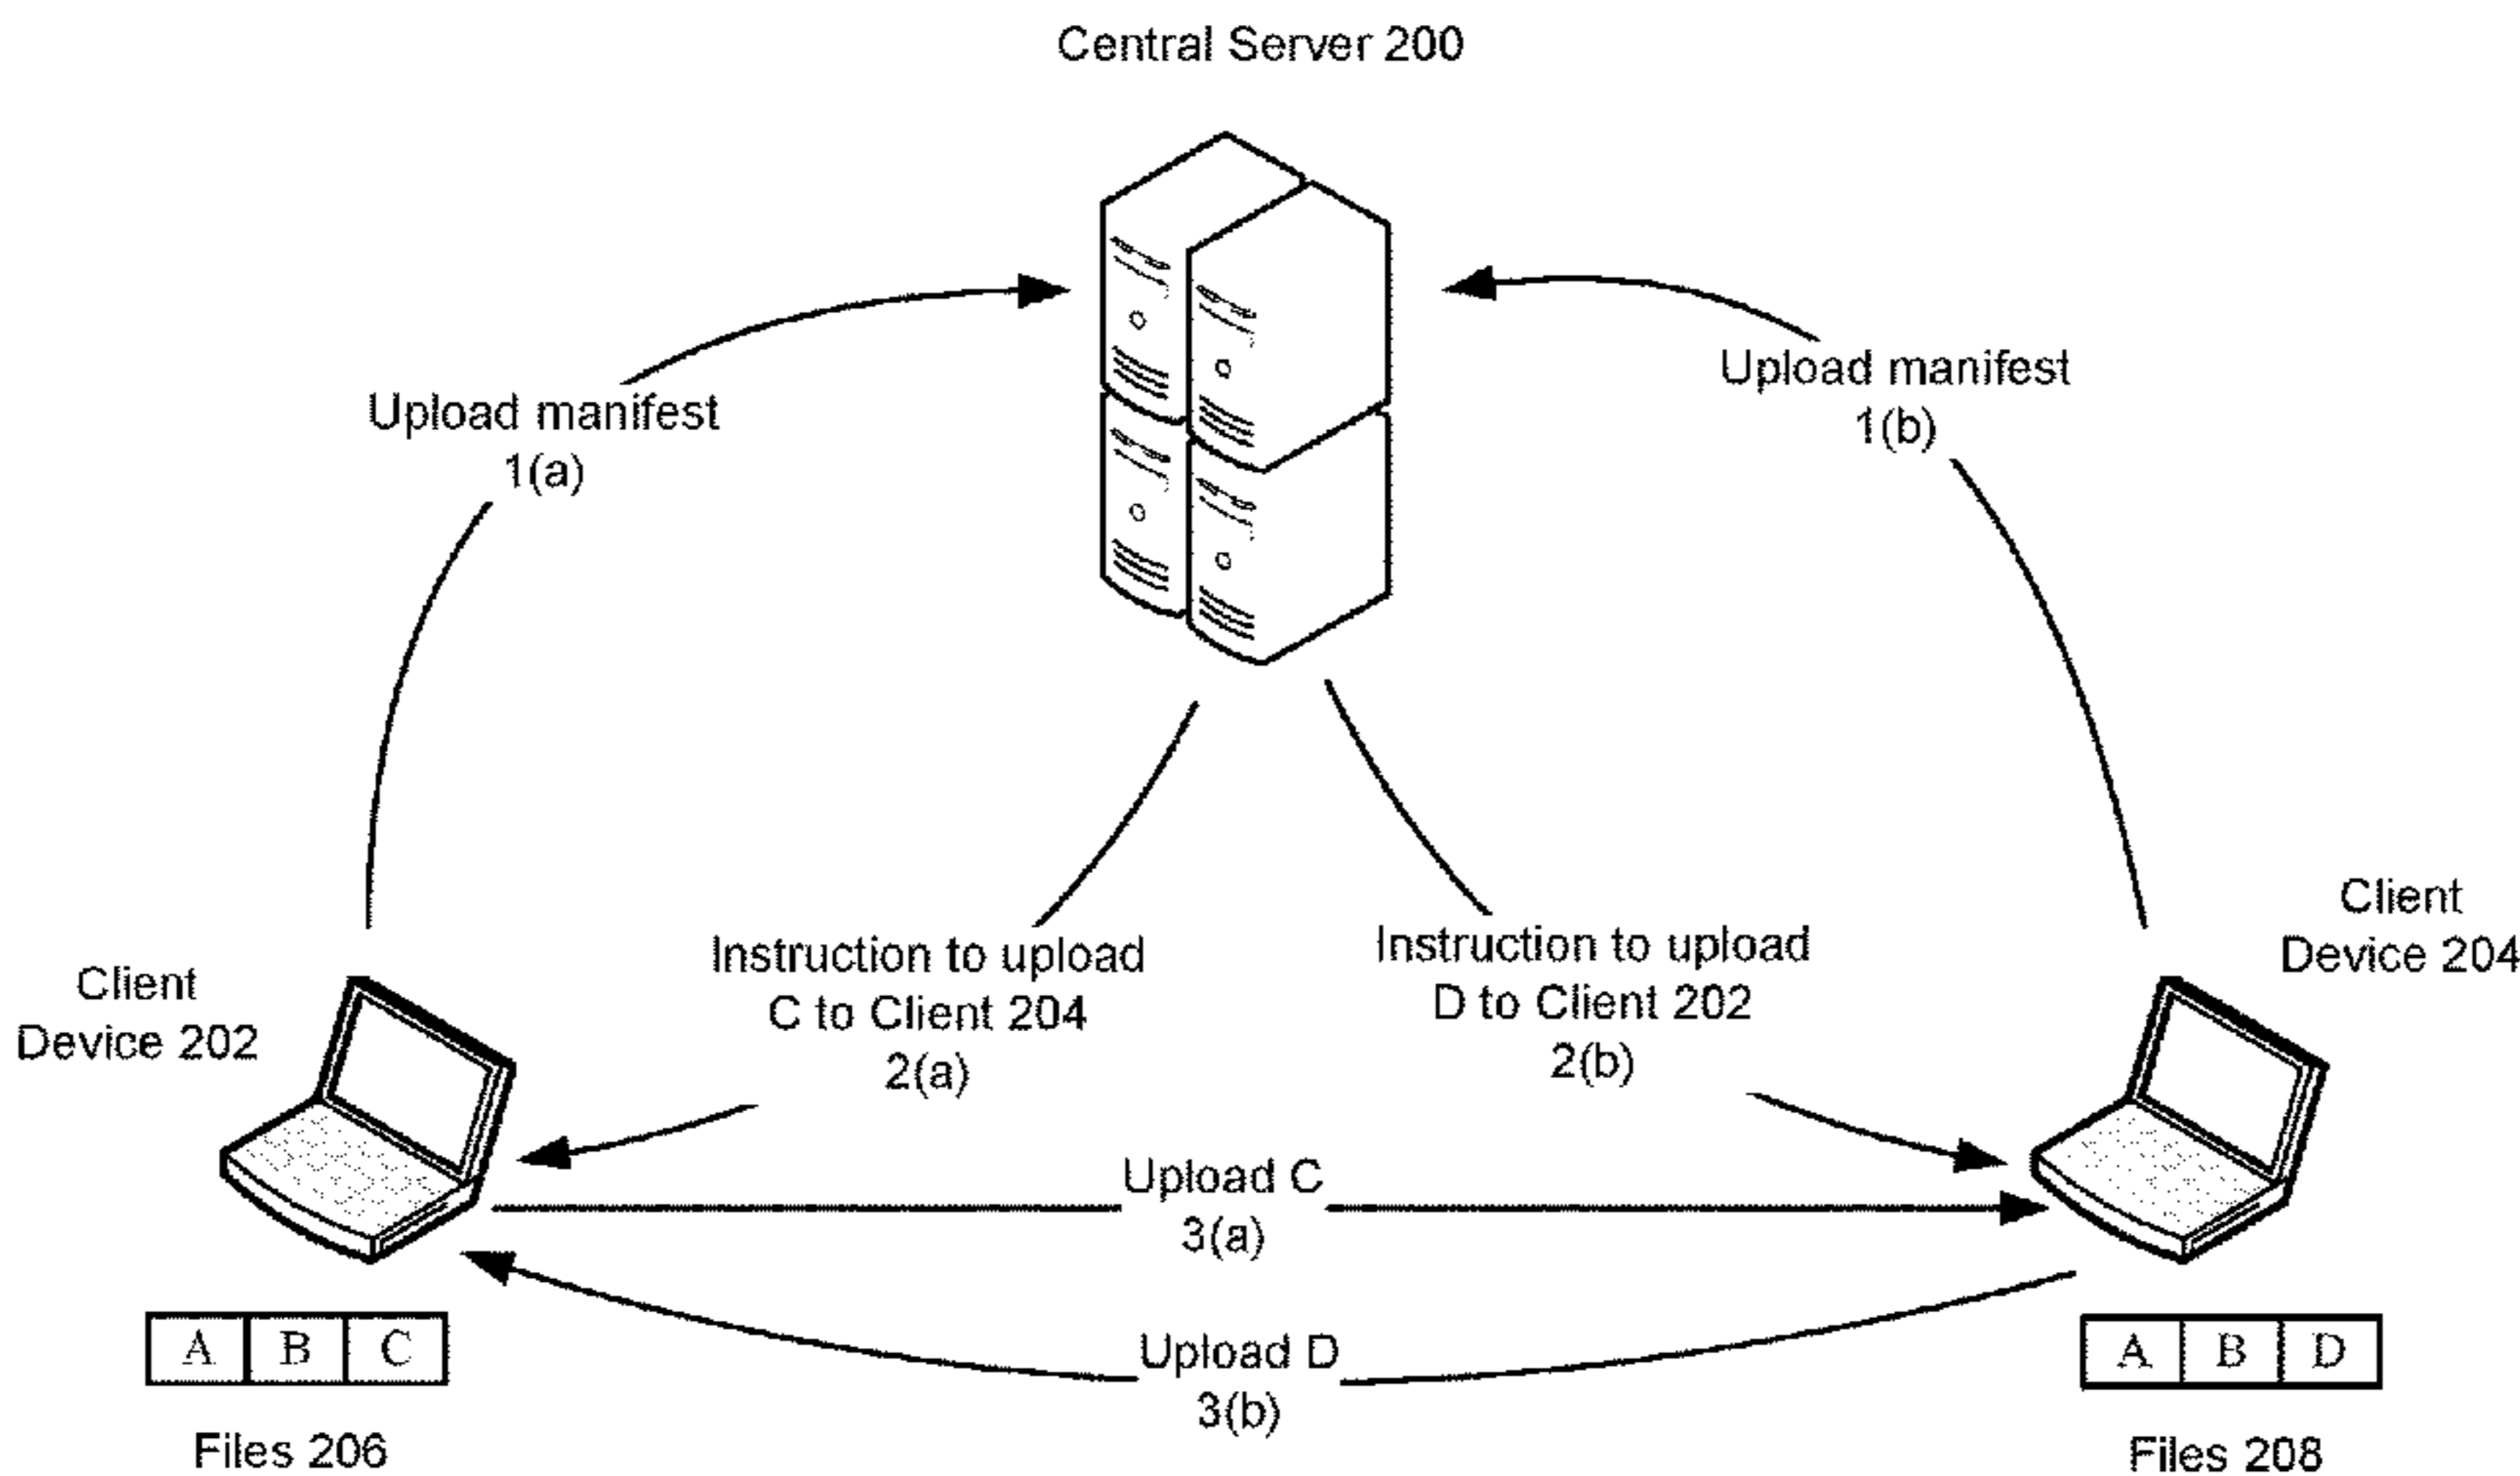 Central Server 200
Upload manifest
1(a)
Upload manifest
1(b)
Client
Device 202
Instruction to upload
C to Client 204
2(a)
Instruction to upload
D to Client 202
2(b)
Client
Device 204
Upload C
3(a)
Upload D
3(b)
A B C
Files 206
A B D
Files 208